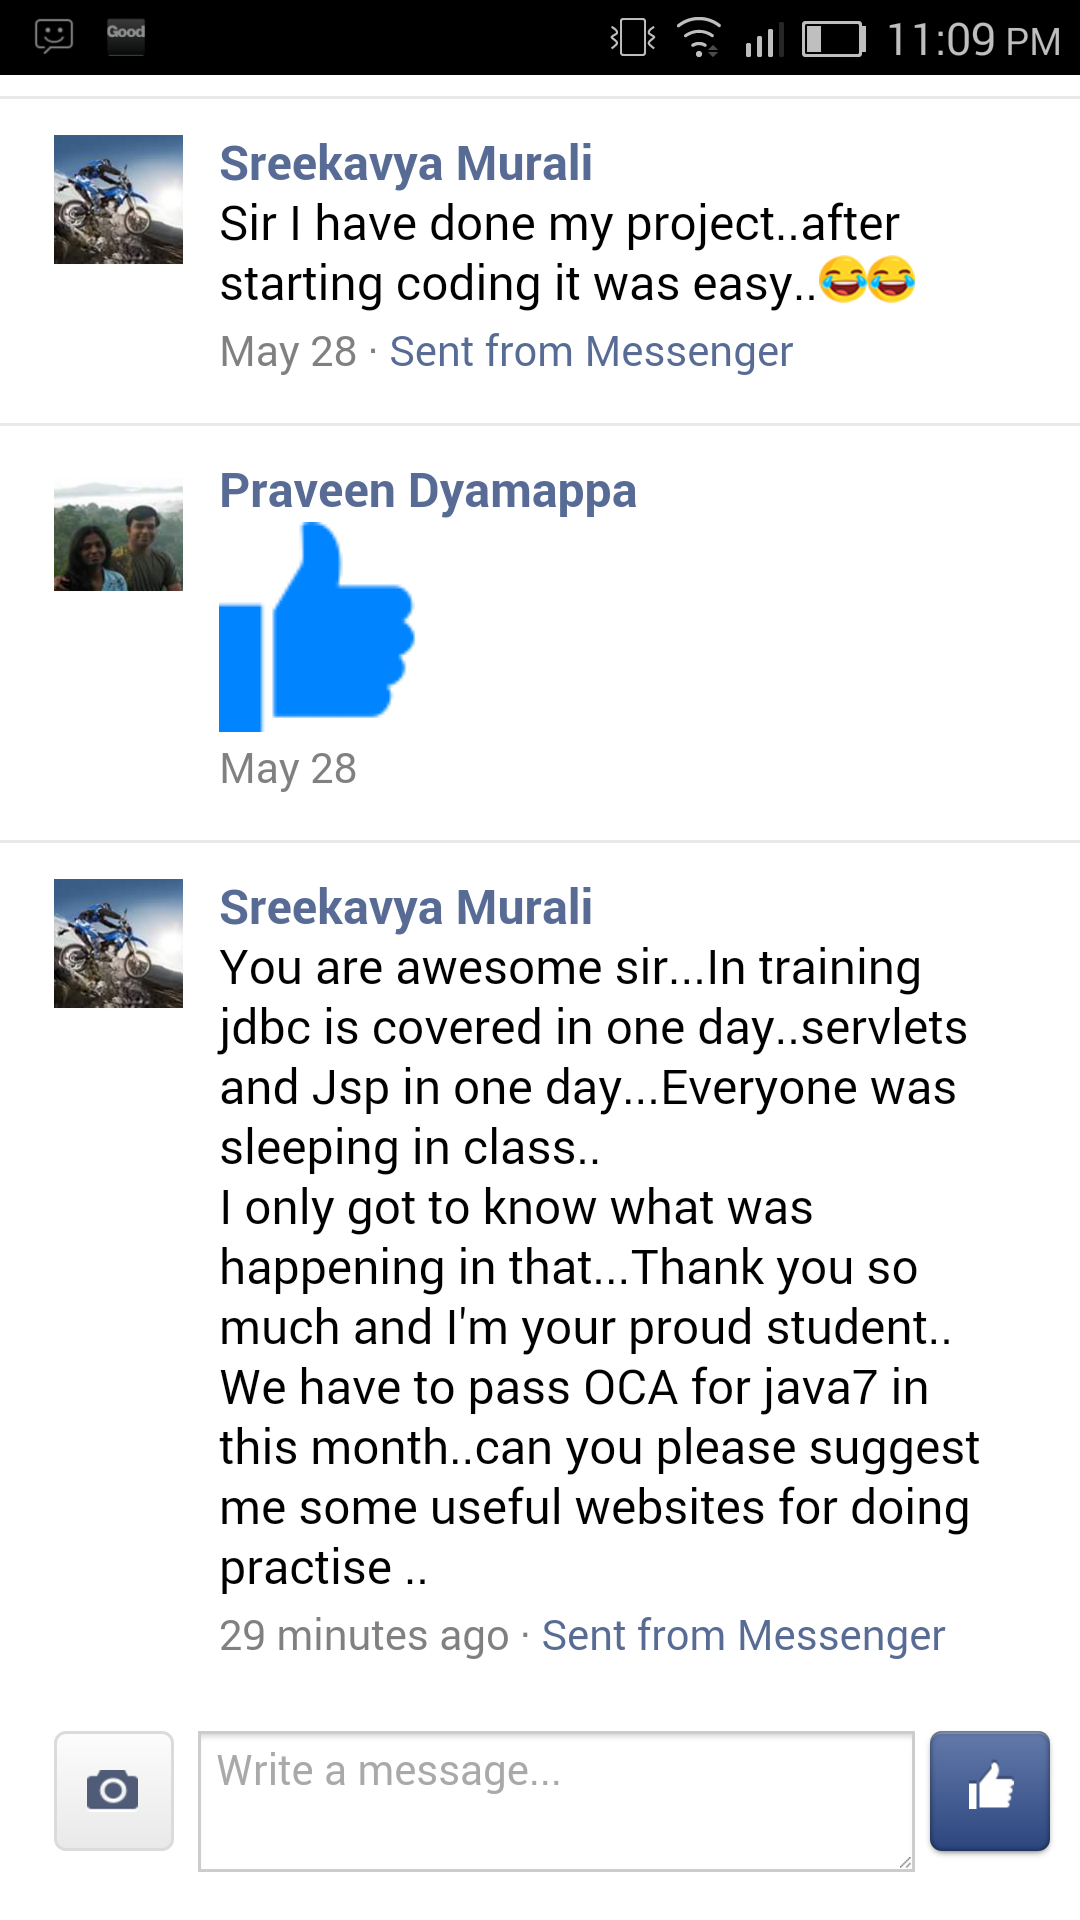 Good
11:09 PM
Sreekavya Murali
Sir I have done my project..after
starting coding it was easy..😂😂
May 28 · Sent from Messenger
Praveen Dyamappa
May 28
Sreekavya Murali
You are awesome sir...In training
jdbc is covered in one day..servlets
and Jsp in one day...Everyone was
sleeping in class..
I only got to know what was
happening in that...Thank you so
much and I'm your proud student..
We have to pass OCA for java7 in
this month..can you please suggest
me some useful websites for doing
practise ..
29 minutes ago · Sent from Messenger
Write a message...